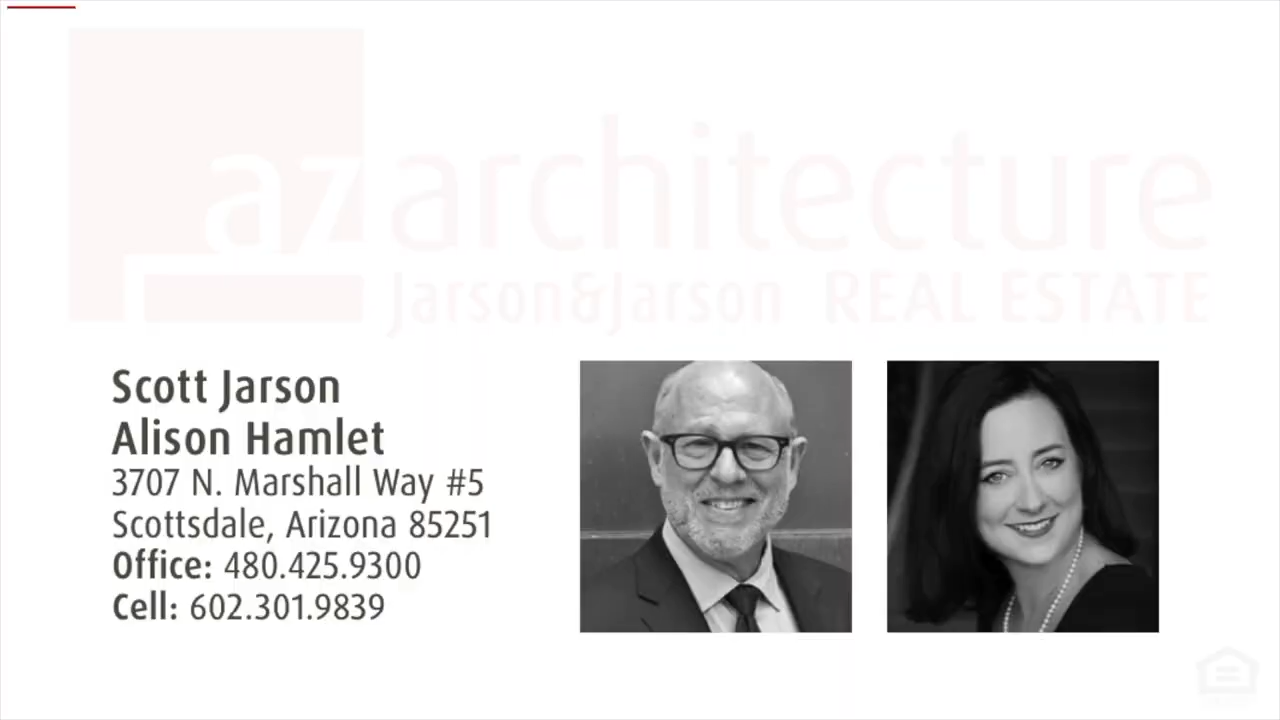 az architecture
Jarson&Jarson REAL ESTATE
Scott Jarson
Alison Hamlet
3707 N. Marshall Way #5
Scottsdale, Arizona 85251
Office: 480.425.9300
Cell: 602.301.9839